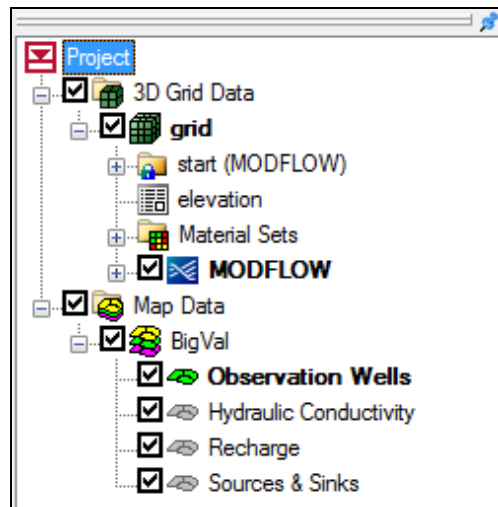 Project
3D Grid Data
grid
start (MODFLOW)
elevation
Material Sets
MODFLOW
Map Data
BigVal
Observation Wells
Hydraulic Conductivity
Recharge
Sources & Sinks